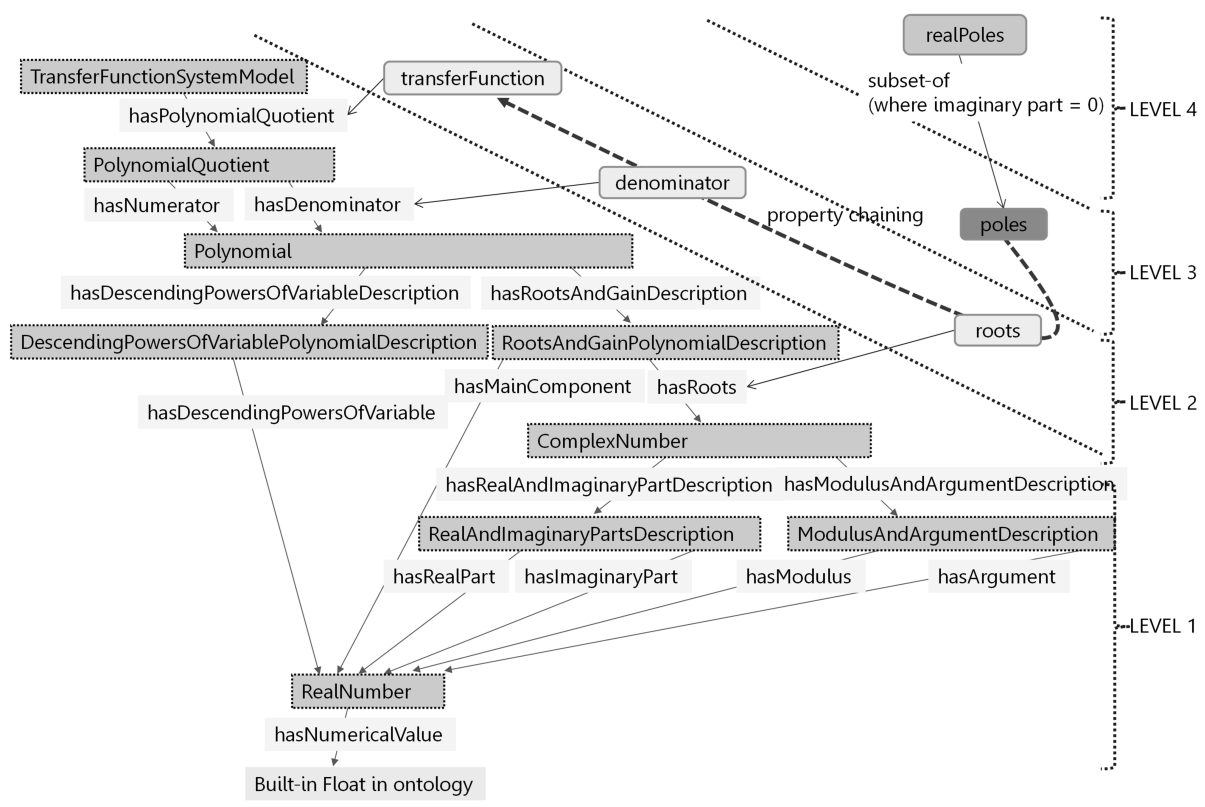 realPoles
TransferFunctionSystemModel
transferFunction
subset-of
(where imaginary part = 0)
LEVEL 4
hasPolynomialQuotient
PolynomialQuotient
denominator
hasNumerator
hasDenominator
property chaining
poles
Polynomial
LEVEL 3
hasDescendingPowersOfVariableDescription
hasRootsAndGainDescription
roots
DescendingPowersOfVariablePolynomialDescription
RootsAndGainPolynomialDescription
hasMainComponent
hasRoots
LEVEL 2
hasDescendingPowersOfVariable
ComplexNumber
hasRealAndImaginaryPartDescription
hasModulusAndArgumentDescription
RealAndImaginaryPartsDescription
ModulusAndArgumentDescription
hasRealPart
hasImaginaryPart
hasModulus
hasArgument
LEVEL 1
RealNumber
hasNumericalValue
Built-in Float in ontology